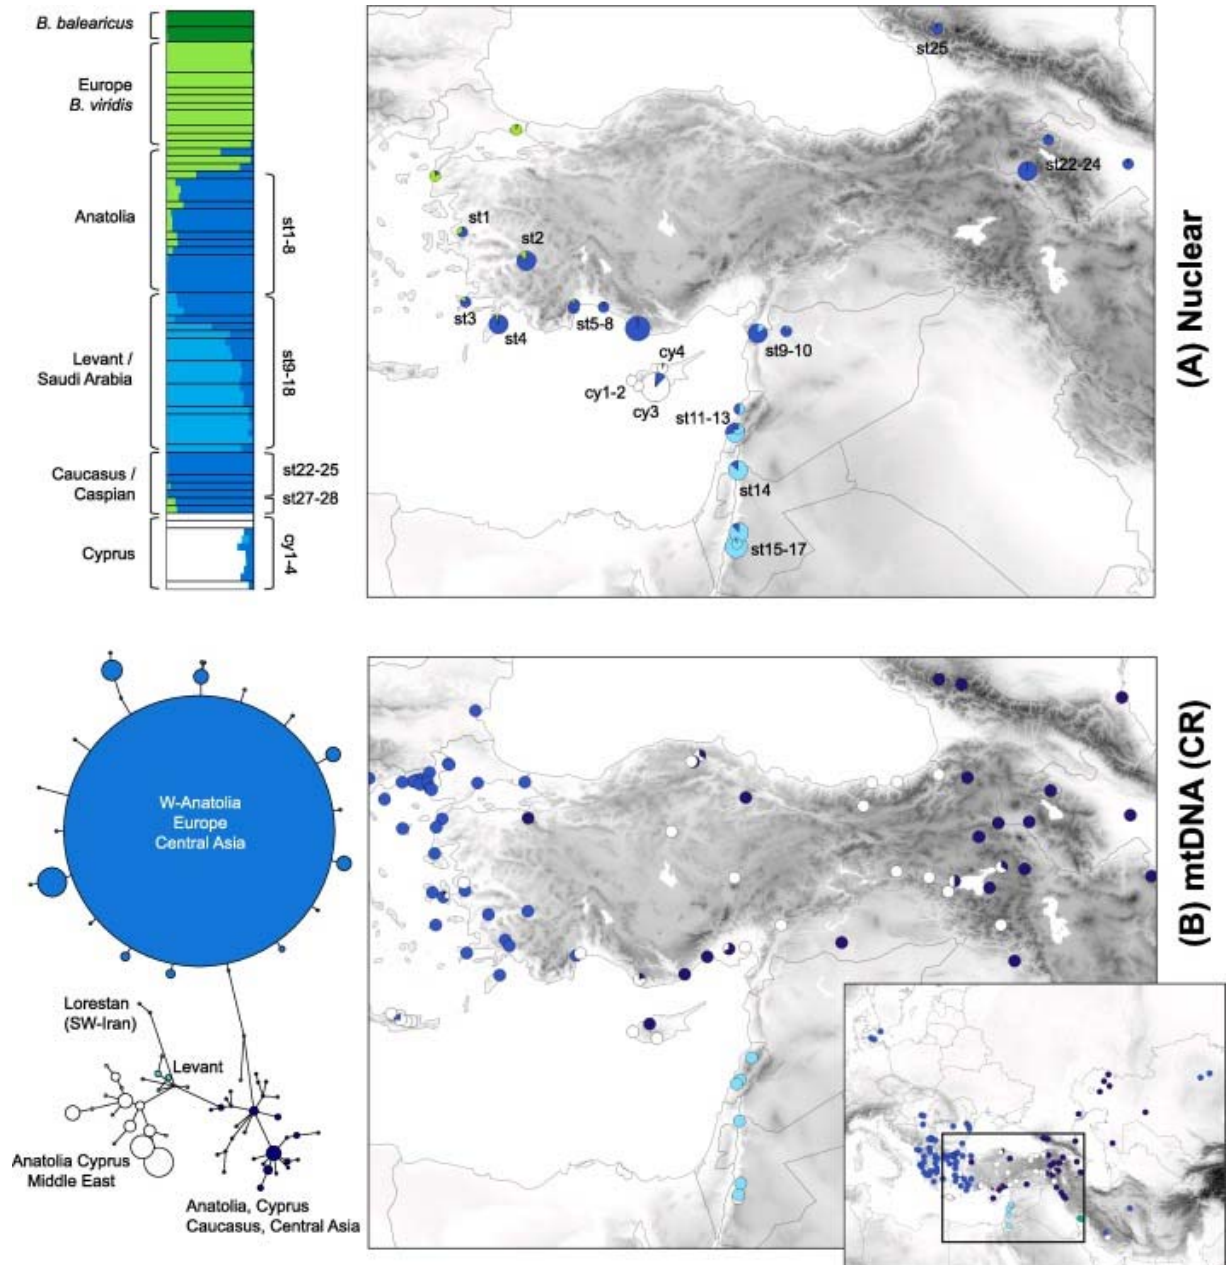 B. balearicus
Europe
B. viridis
Anatolia
st1-8
Levant /
Saudi Arabia
st9-18
Caucasus /
Caspian
st22-25
st27-28
Cyprus
cy1-4
st25
st22-24
st1
st2
st3
st4
st5-8
st9-10
cy4
cy1-2
cy3
st11-13
st14
st15-17
(A) Nuclear
W-Anatolia
Europe
Central Asia
Lorestan
(SW-Iran)
Levant
Anatolia Cyprus
Middle East
Anatolia, Cyprus
Caucasus, Central Asia
(B) mtDNA (CR)